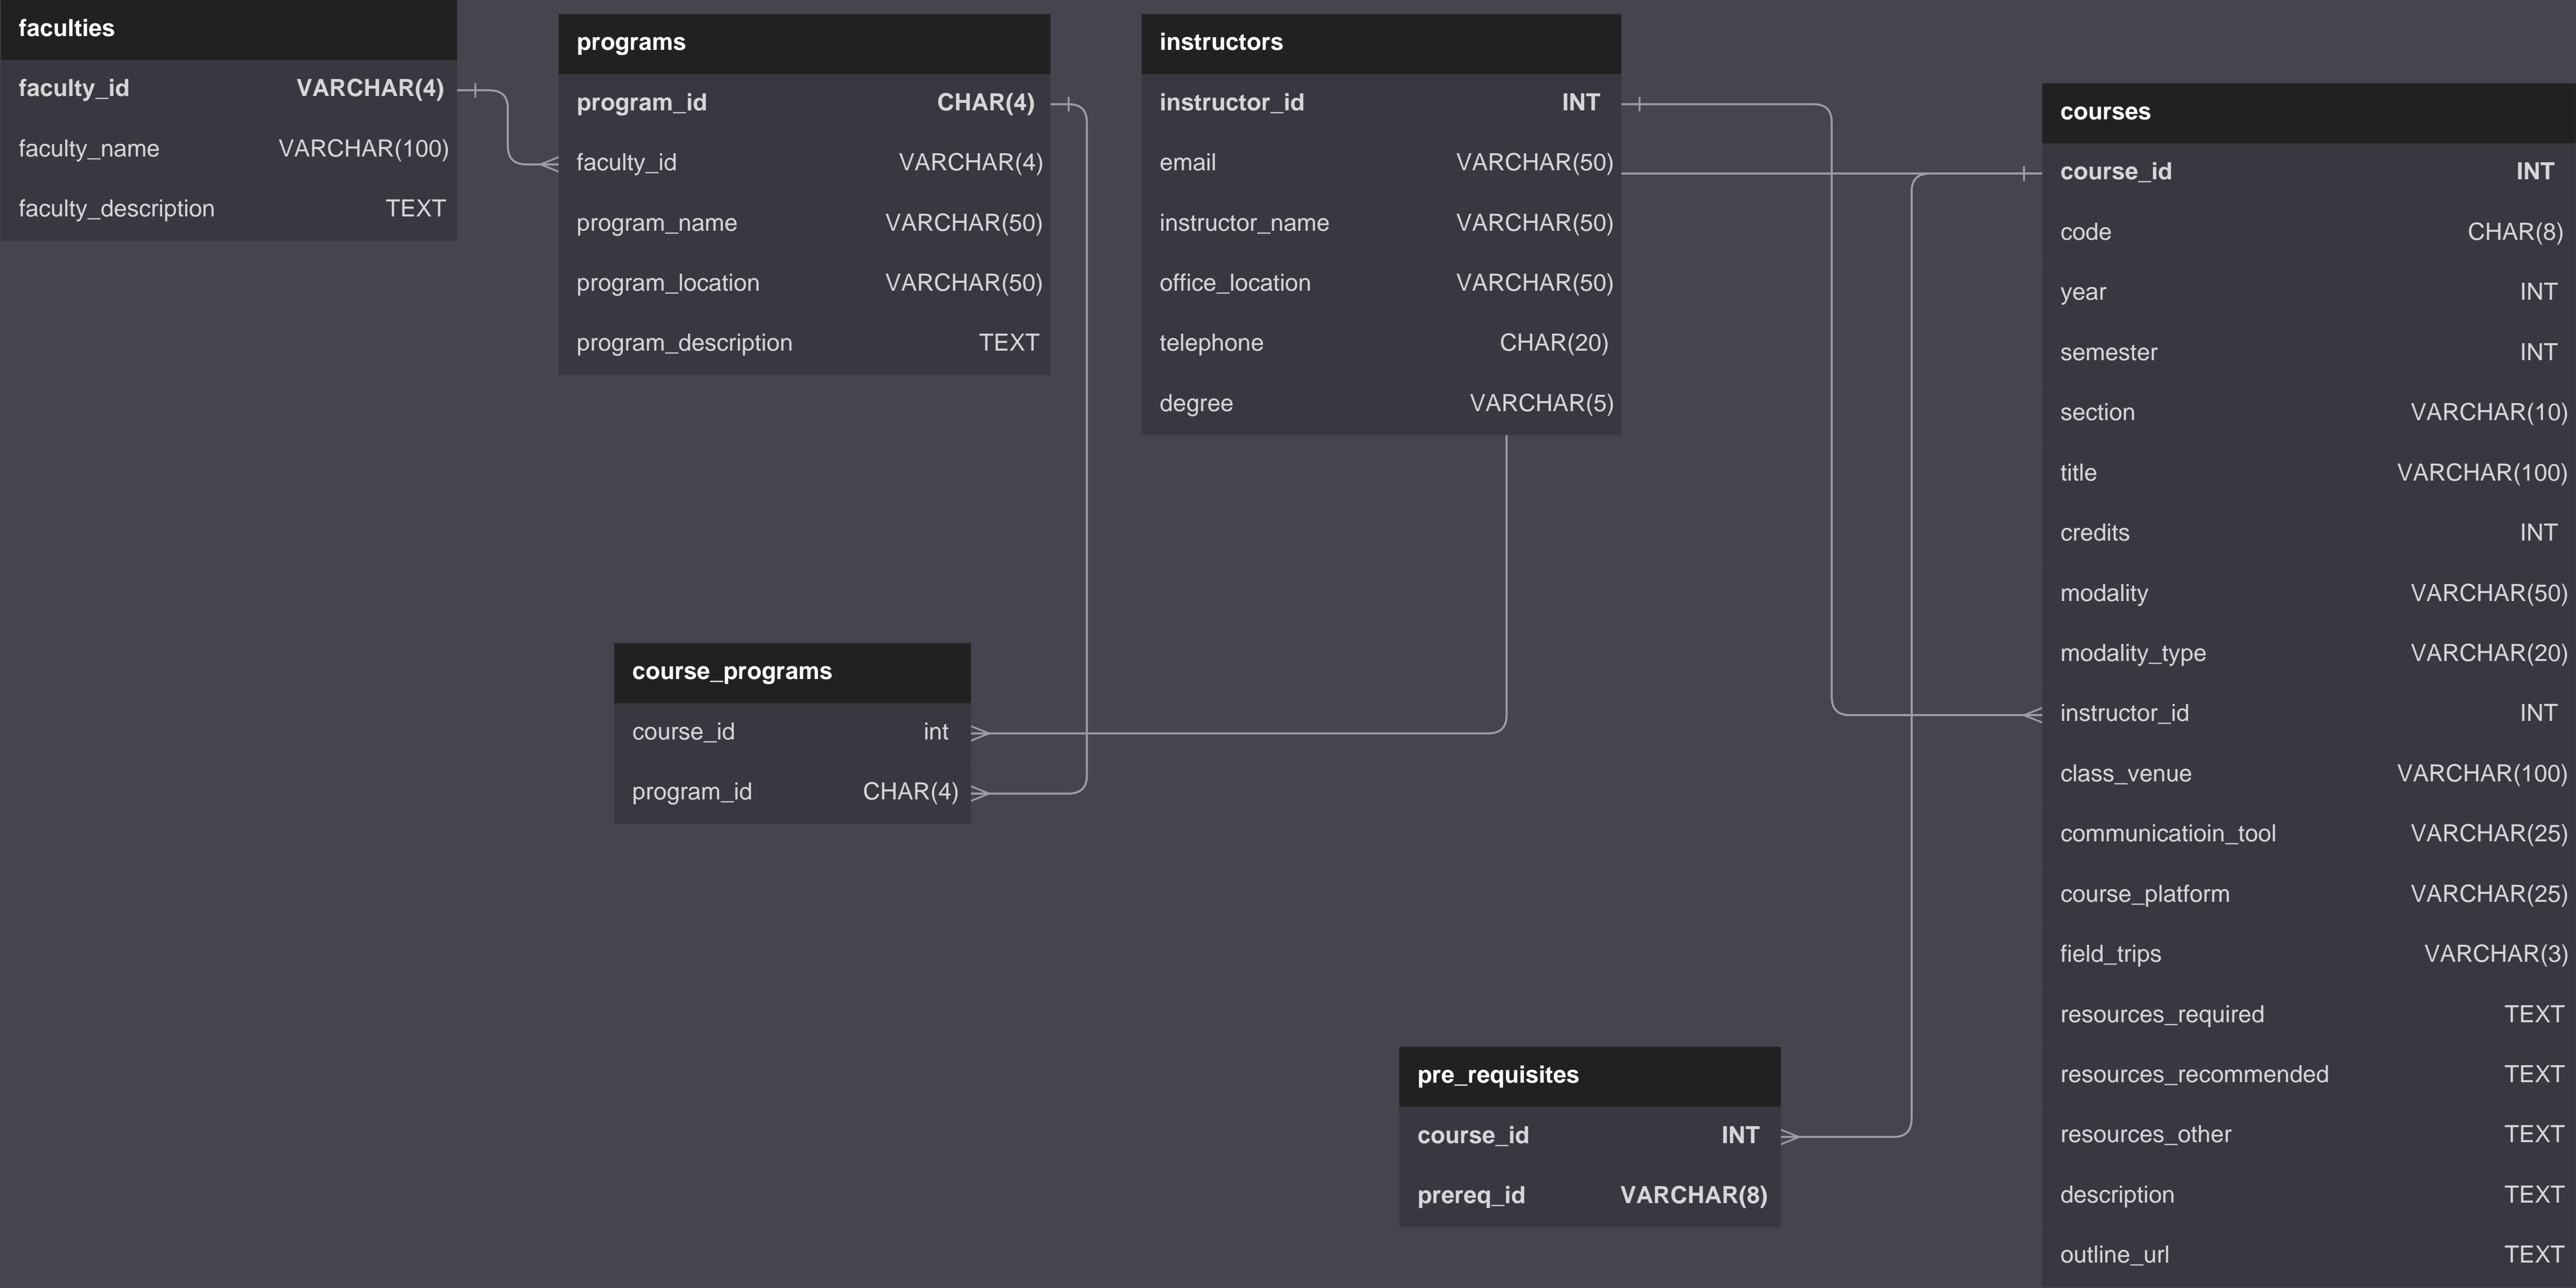 faculties
faculty_id VARCHAR(4)
faculty_name VARCHAR(100)
faculty_description TEXT
programs
program_id CHAR(4)
faculty_id VARCHAR(4)
program_name VARCHAR(50)
program_location VARCHAR(50)
program_description TEXT
instructors
instructor_id INT
email VARCHAR(50)
instructor_name VARCHAR(50)
office_location VARCHAR(50)
telephone CHAR(20)
degree VARCHAR(5)
courses
course_id INT
code CHAR(8)
year INT
semester INT
section VARCHAR(10)
title VARCHAR(100)
credits INT
modality VARCHAR(50)
modality_type VARCHAR(20)
instructor_id INT
class_venue VARCHAR(100)
communicatioin_tool VARCHAR(25)
course_platform VARCHAR(25)
field_trips VARCHAR(3)
resources_required TEXT
resources_recommended TEXT
resources_other TEXT
description TEXT
outline_url TEXT
course_programs
course_id int
program_id CHAR(4)
pre_requisites
course_id INT
prereq_id VARCHAR(8)